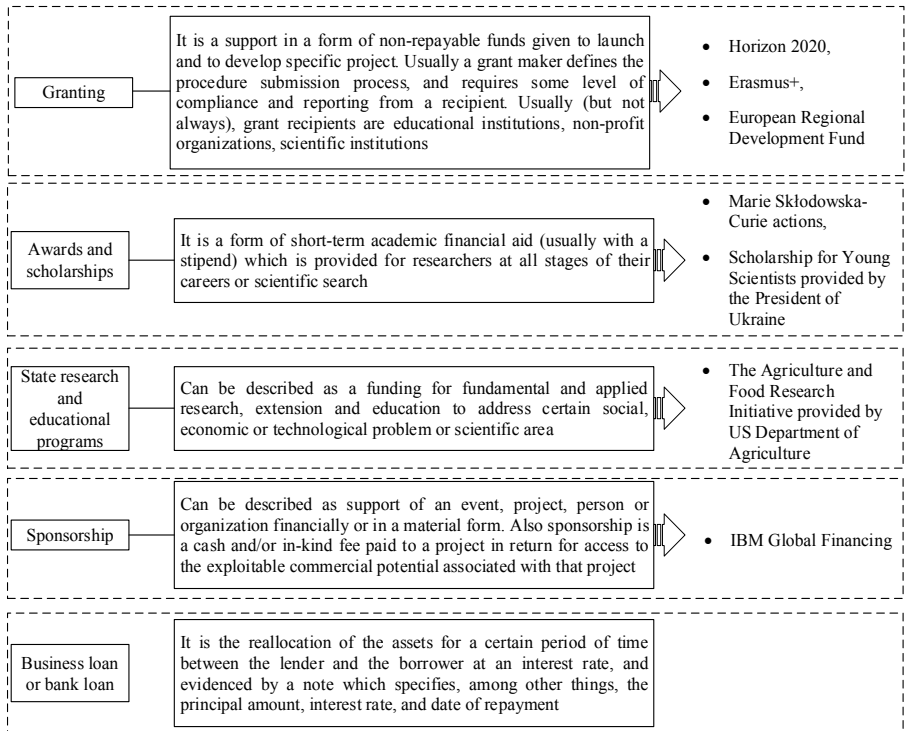 Granting
It is a support in a form of non-repayable funds given to launch
and to develop specific project. Usually a grant maker defines the
procedure submission process, and requires some level of
compliance and reporting from a recipient. Usually (but not
always), grant recipients are educational institutions, non-profit
organizations, scientific institutions
• Horizon 2020,
• Erasmus+,
• European Regional
Development Fund
Awards and
scholarships
It is a form of short-term academic financial aid (usually with a
stipend) which is provided for researchers at all stages of their
careers or scientific search
• Marie Skłodowska-
Curie actions,
• Scholarship for Young
Scientists provided by
the President of
Ukraine
State research
and
educational
programs
Can be described as a funding for fundamental and applied
research, extension and education to address certain social,
economic or technological problem or scientific area
• The Agriculture and
Food Research
Initiative provided by
US Department of
Agriculture
Sponsorship
Can be described as support of an event, project, person or
organization financially or in a material form. Also sponsorship is
a cash and/or in-kind fee paid to a project in return for access to
the exploitable commercial potential associated with that project
• IBM Global Financing
Business loan
or bank loan
It is the reallocation of the assets for a certain period of time
between the lender and the borrower at an interest rate, and
evidenced by a note which specifies, among other things, the
principal amount, interest rate, and date of repayment